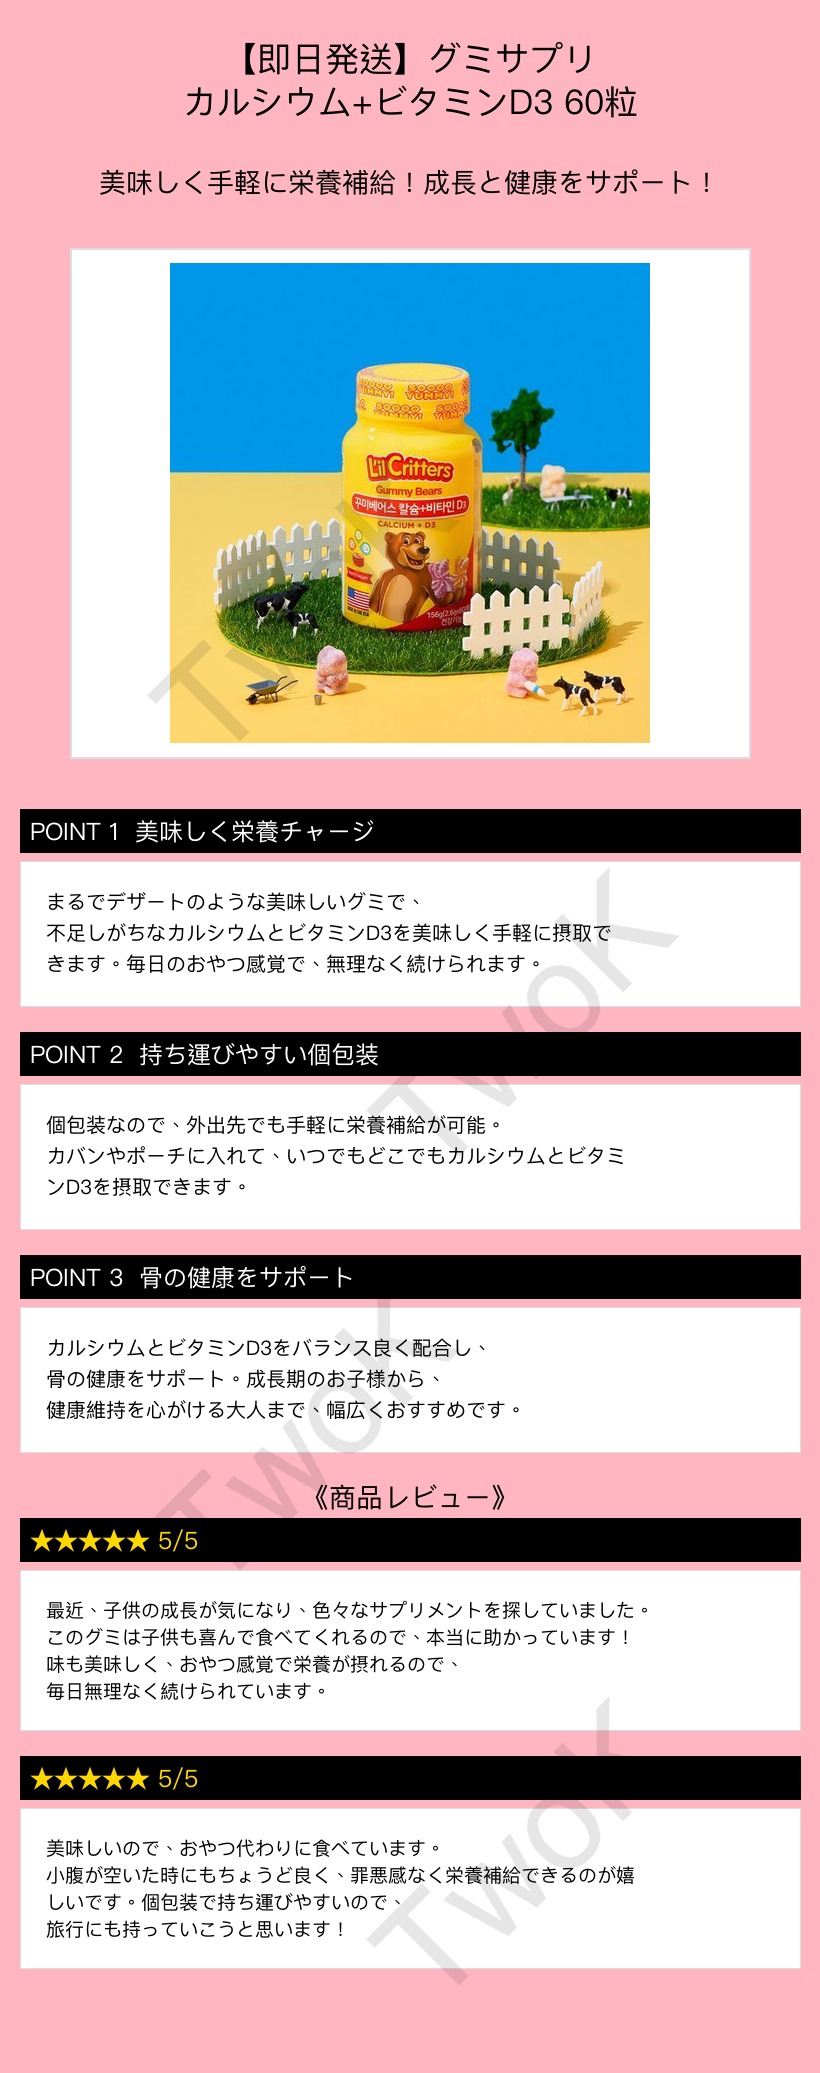 【即日発送】グミサプリ
カルシウム+ビタミンD3 60粒
美味しく手軽に栄養補給！成長と健康をサポート！
SOOOO YUMMY!
SOOOO YUMMY!
L'il Critters
Gummy Bears
꾸미베어스 칼슘+비타민 D3
CALCIUM + D3
POINT 1 美味しく栄養チャージ
まるでデザートのような美味しいグミで、
不足しがちなカルシウムとビタミンD3を美味しく手軽に摂取で
きます。毎日のおやつ感覚で、無理なく続けられます。
POINT 2 持ち運びやすい個包装
個包装なので、外出先でも手軽に栄養補給が可能。
カバンやポーチに入れて、いつでもどこでもカルシウムとビタミ
ンD3を摂取できます。
POINT 3 骨の健康をサポート
カルシウムとビタミンD3をバランス良く配合し、
骨の健康をサポート。成長期のお子様から、
健康維持を心がける大人まで、幅広くおすすめです。
《商品レビュー》
★★★★★ 5/5
最近、子供の成長が気になり、色々なサプリメントを探していました。
このグミは子供も喜んで食べてくれるので、本当に助かっています！
味も美味しく、おやつ感覚で栄養が摂れるので、
毎日無理なく続けられています。
★★★★★ 5/5
美味しいので、おやつ代わりに食べています。
小腹が空いた時にもちょうど良く、罪悪感なく栄養補給できるのが嬉
しいです。個包装で持ち運びやすいので、
旅行にも持っていこうと思います！
TwoK
TwoK
TwoK
TwoK